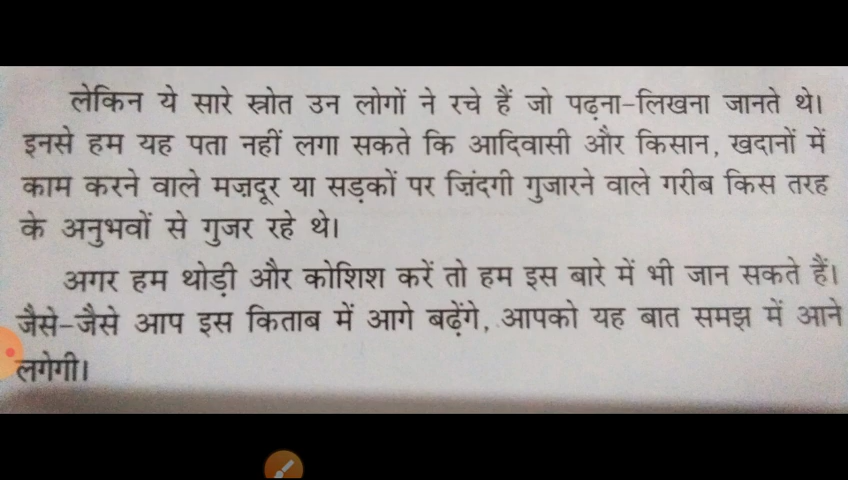 लेकिन ये सारे स्रोत उन लोगों ने रचे हैं जो पढ़ना-लिखना जानते थे।
इनसे हम यह पता नहीं लगा सकते कि आदिवासी और किसान, खदानों में
काम करने वाले मज़दूर या सड़कों पर ज़िंदगी गुज़ारने वाले गरीब किस तरह
के अनुभवों से गुजर रहे थे।
अगर हम थोड़ी और कोशिश करें तो हम इस बारे में भी जान सकते हैं।
जैसे-जैसे आप इस किताब में आगे बढ़ेंगे, आपको यह बात समझ में आने
लगेगी।